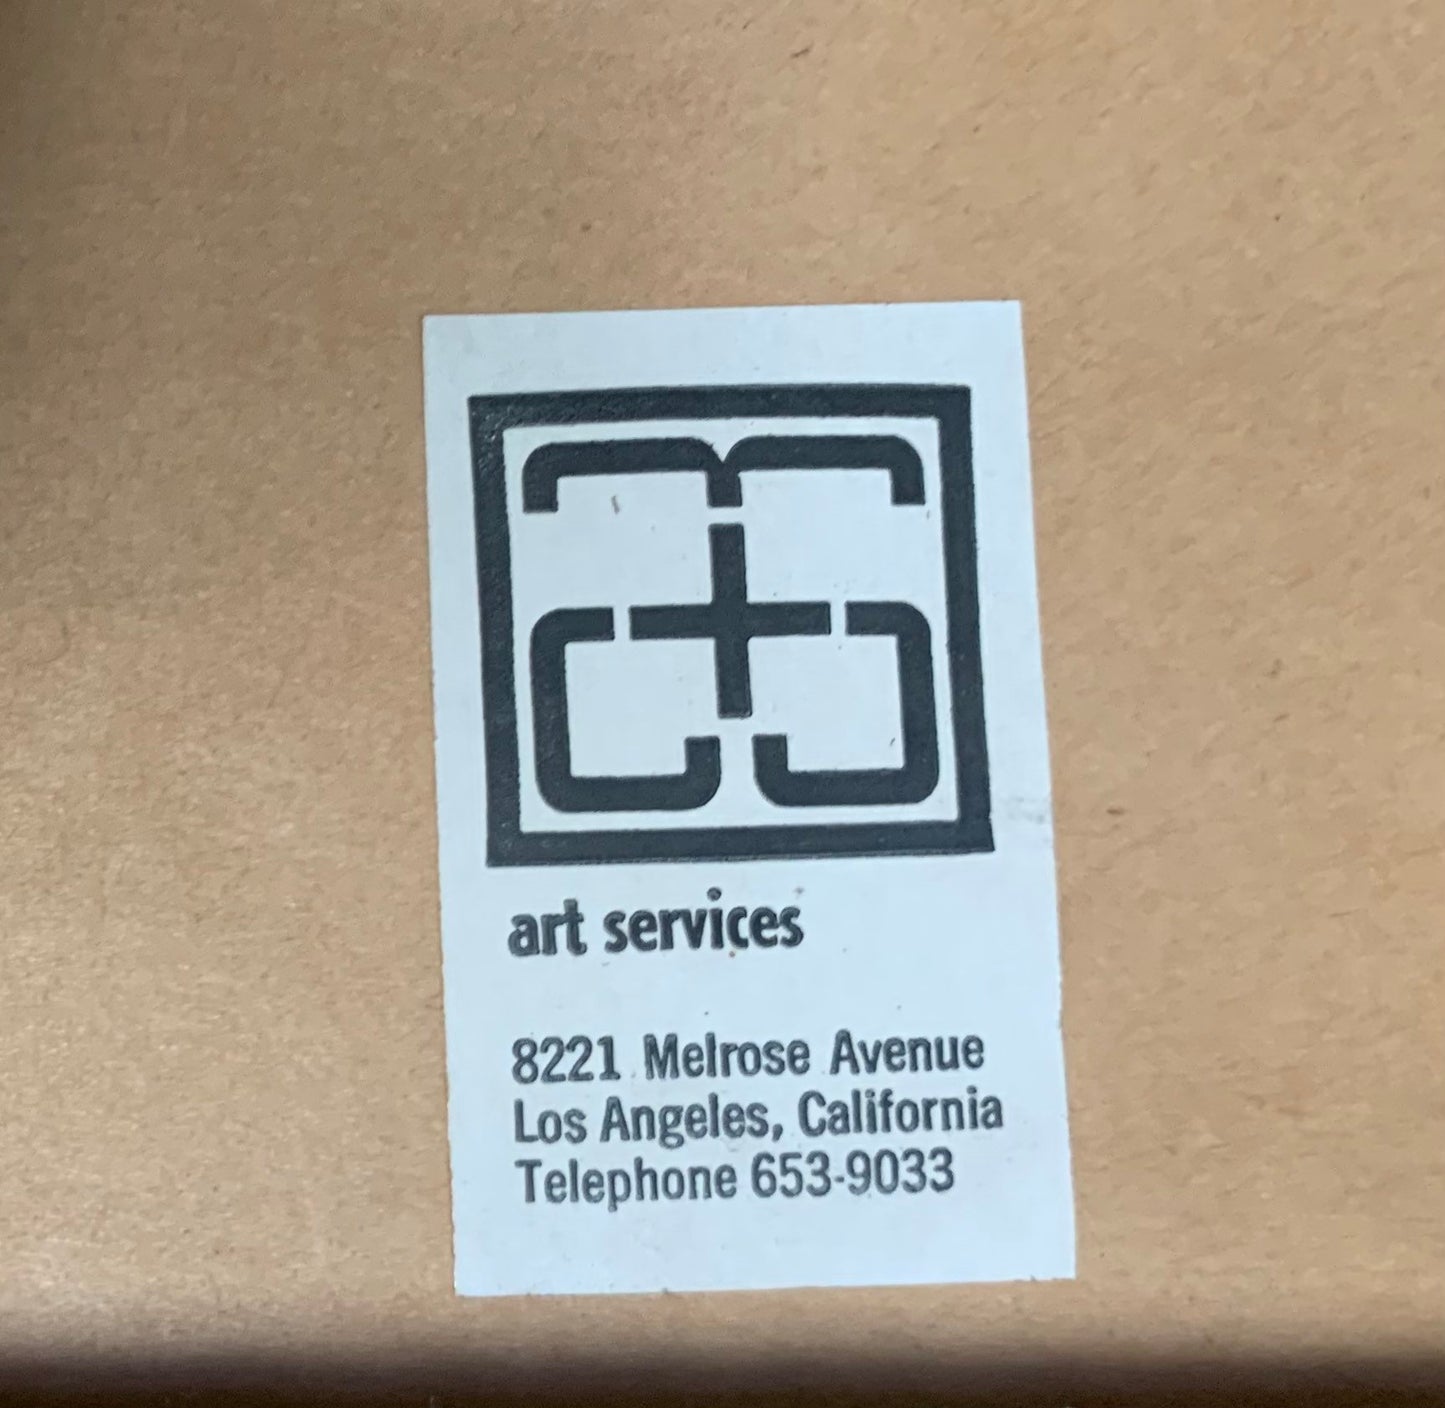 art services
8221 Melrose Avenue
Los Angeles, California
Telephone 653-9033